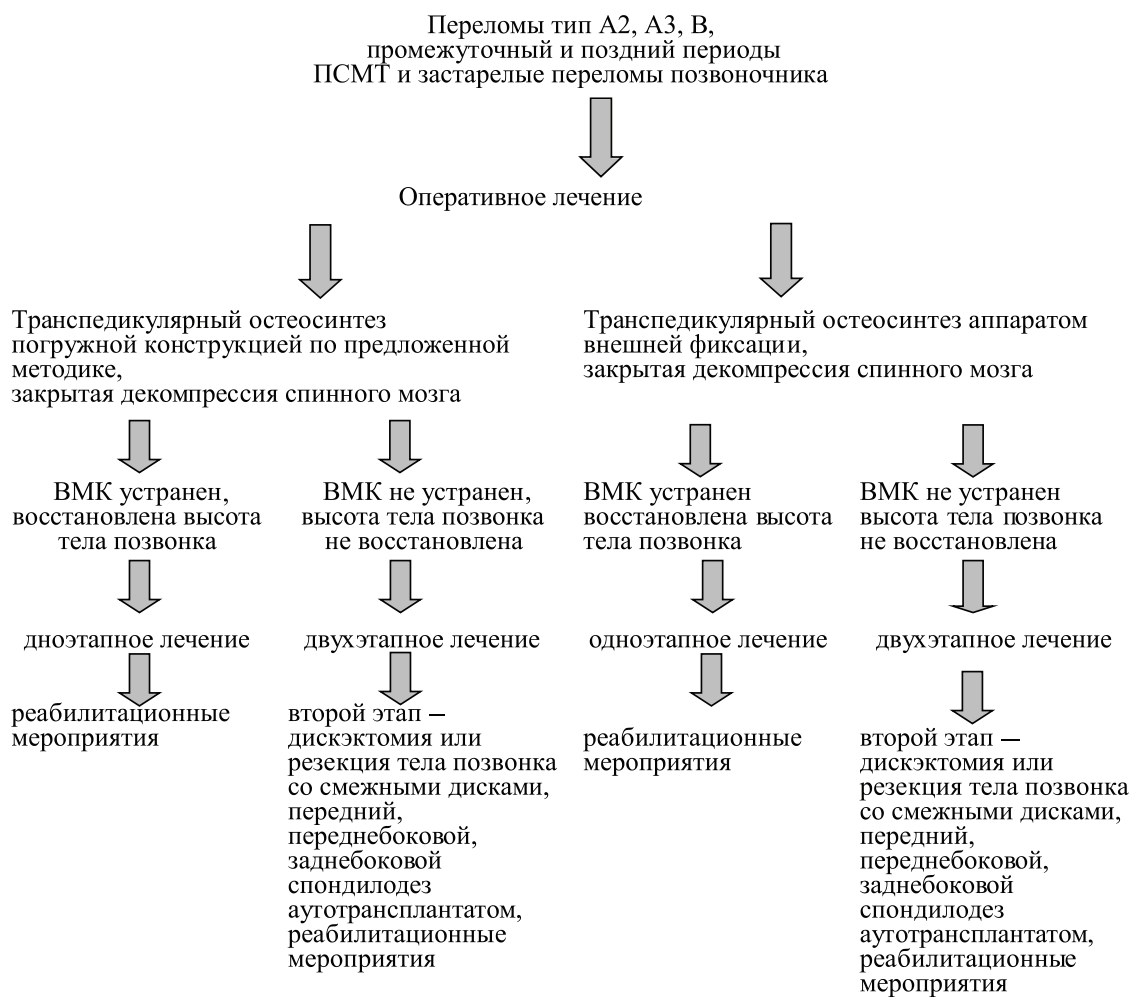 Переломы тип А2, А3, В,
промежуточный и поздний периоды
ПСМТ и застарелые переломы позвоночника
Оперативное лечение
Транспедикулярный остеосинтез
погружной конструкцией по предложенной
методике,
закрытая декомпрессия спинного мозга
Транспедикулярный остеосинтез аппаратом
внешней фиксации,
закрытая декомпрессия спинного мозга
ВМК устранен,
восстановлена высота
тела позвонка
ВМК не устранен,
высота тела позвонка
не восстановлена
ВМК устранен
восстановлена высота
тела позвонка
ВМК не устранен
высота тела позвонка
не восстановлена
дноэтапное лечение
двухэтапное лечение
одноэтапное лечение
двухэтапное лечение
реабилитационные
мероприятия
второй этап —
дискэктомия или
резекция тела позвонка
со смежными дисками,
передний,
переднебоковой,
заднебоковой
спондилодез
аутотрансплантатом,
реабилитационные
мероприятия
реабилитационные
мероприятия
второй этап —
дискэктомия или
резекция тела позвонка
со смежными дисками,
передний,
переднебоковой,
заднебоковой
спондилодез
аутотрансплантатом,
реабилитационные
мероприятия